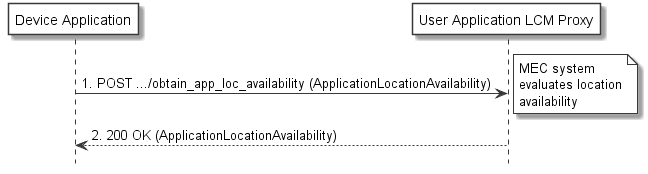 Device Application
User Application LCM Proxy
1. POST .../obtain_app_loc_availability (ApplicationLocationAvailability)
MEC system
evaluates location
availability
2. 200 OK (ApplicationLocationAvailability)